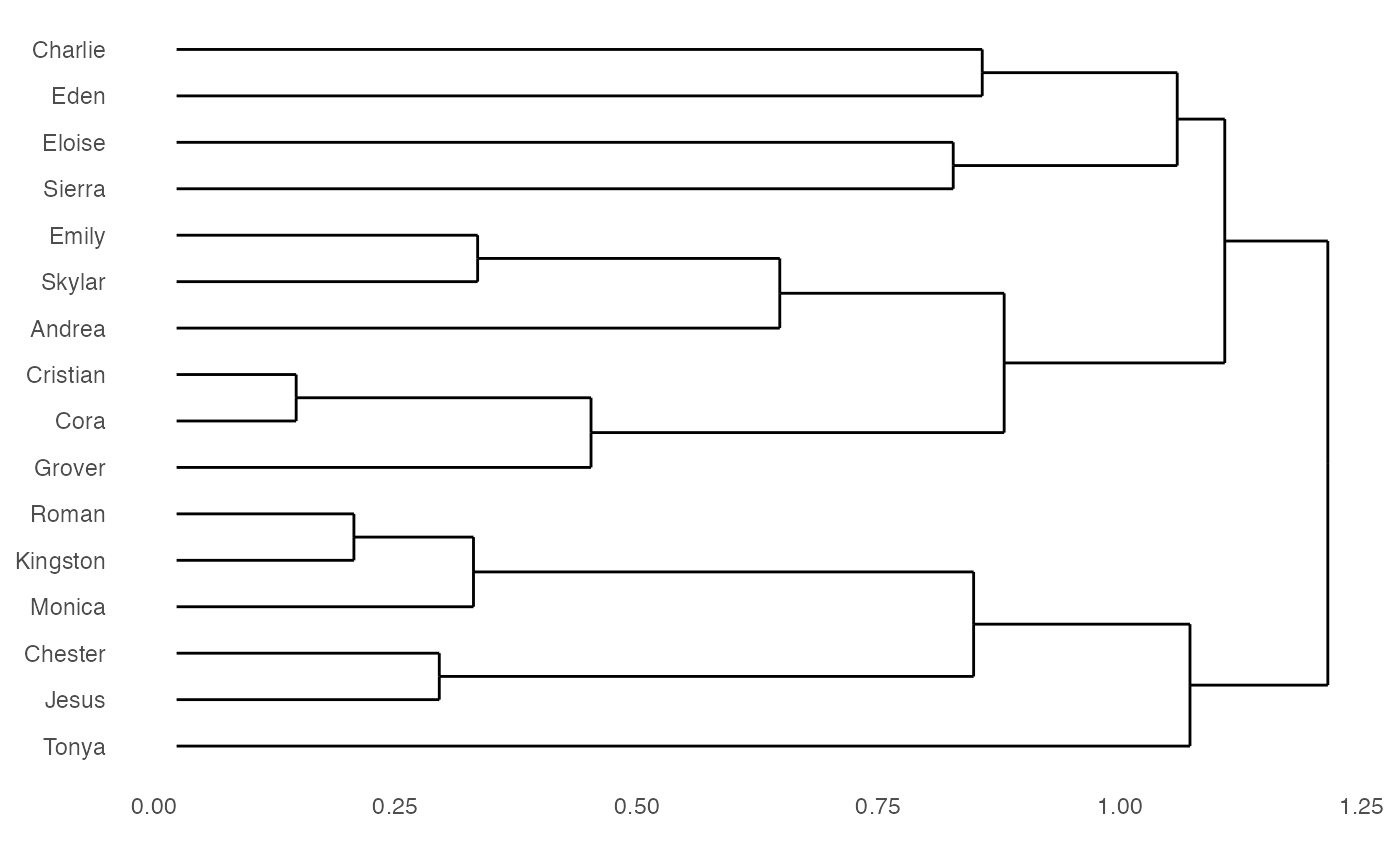 Charlie
Eden
Eloise
Sierra
Emily
Skylar
Andrea
Cristian
Cora
Grover
Roman
Kingston
Monica
Chester
Jesus
Tonya
0.00 0.25 0.50 0.75 1.00 1.25